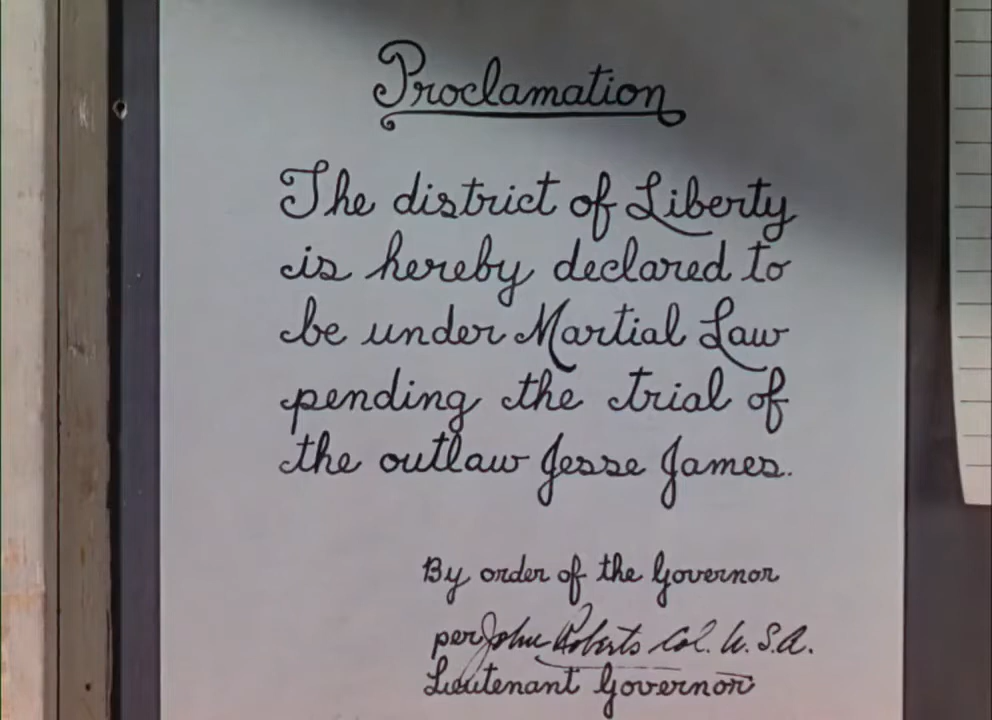 Proclamation
The district of Liberty
is hereby declared to
be under Martial Law
pending the trial of
the outlaw Jesse James.
By order of the Governor
per John Roberts Col. U.S.A.
Lieutenant Governor